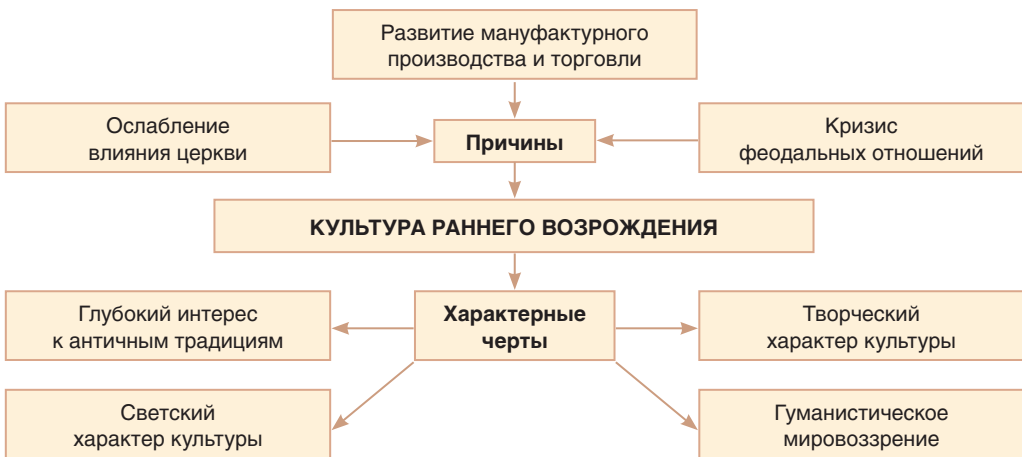 Развитие мануфактурного
производства и торговли
Ослабление
влияния церкви
Причины
Кризис
феодальных отношений
КУЛЬТУРА РАННЕГО ВОЗРОЖДЕНИЯ
Глубокий интерес
к античным традициям
Характерные
черты
Творческий
характер культуры
Светский
характер культуры
Гуманистическое
мировоззрение